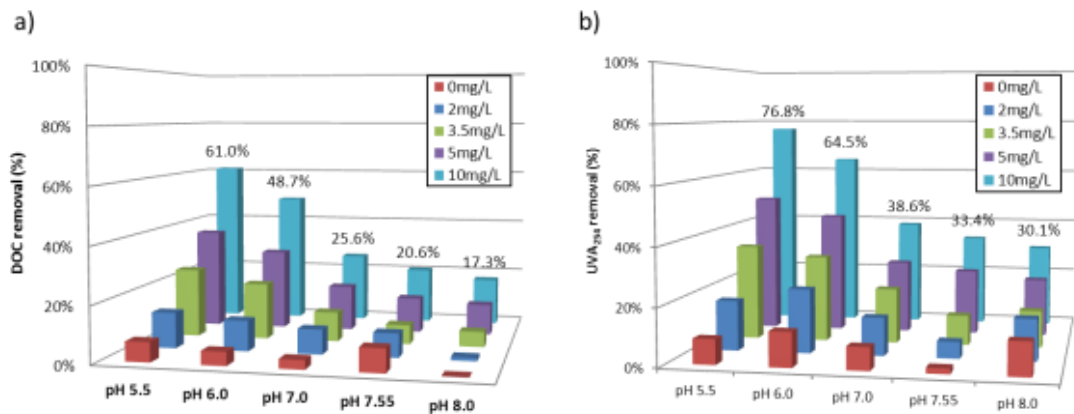 a)
DOC removal (%)
100%
80%
60%
40%
20%
0%
61.0%
48.7%
25.6%
20.6%
17.3%
0mg/L
2mg/L
3.5mg/L
5mg/L
10mg/L
pH 5.5
pH 6.0
pH 7.0
pH 7.55
pH 8.0
b)
UVA254 removal (%)
100%
80%
60%
40%
20%
0%
76.8%
64.5%
38.6%
33.4%
30.1%
0mg/L
2mg/L
3.5mg/L
5mg/L
10mg/L
pH 5.5
pH 6.0
pH 7.0
pH 7.55
pH 8.0